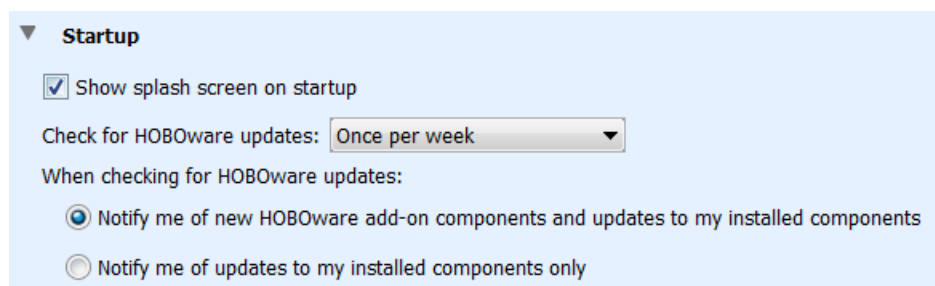 Startup
Show splash screen on startup
Check for HOBOware updates: Once per week
When checking for HOBOware updates:
Notify me of new HOBOware add-on components and updates to my installed components
Notify me of updates to my installed components only